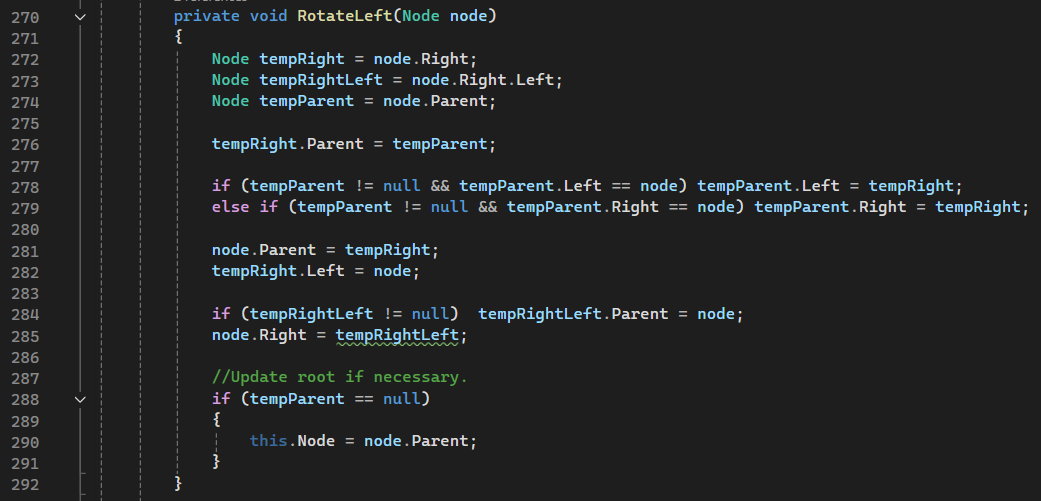 270 private void RotateLeft(Node node)
271 {
272 Node tempRight = node.Right;
273 Node tempRightLeft = node.Right.Left;
274 Node tempParent = node.Parent;
275
276 tempRight.Parent = tempParent;
277
278 if (tempParent != null && tempParent.Left == node) tempParent.Left = tempRight;
279 else if (tempParent != null && tempParent.Right == node) tempParent.Right = tempRight;
280
281 node.Parent = tempRight;
282 tempRight.Left = node;
283
284 if (tempRightLeft != null)  tempRightLeft.Parent = node;
285 node.Right = tempRightLeft;
286
287 //Update root if necessary.
288 if (tempParent == null)
289 {
290 this.Node = node.Parent;
291 }
292 }